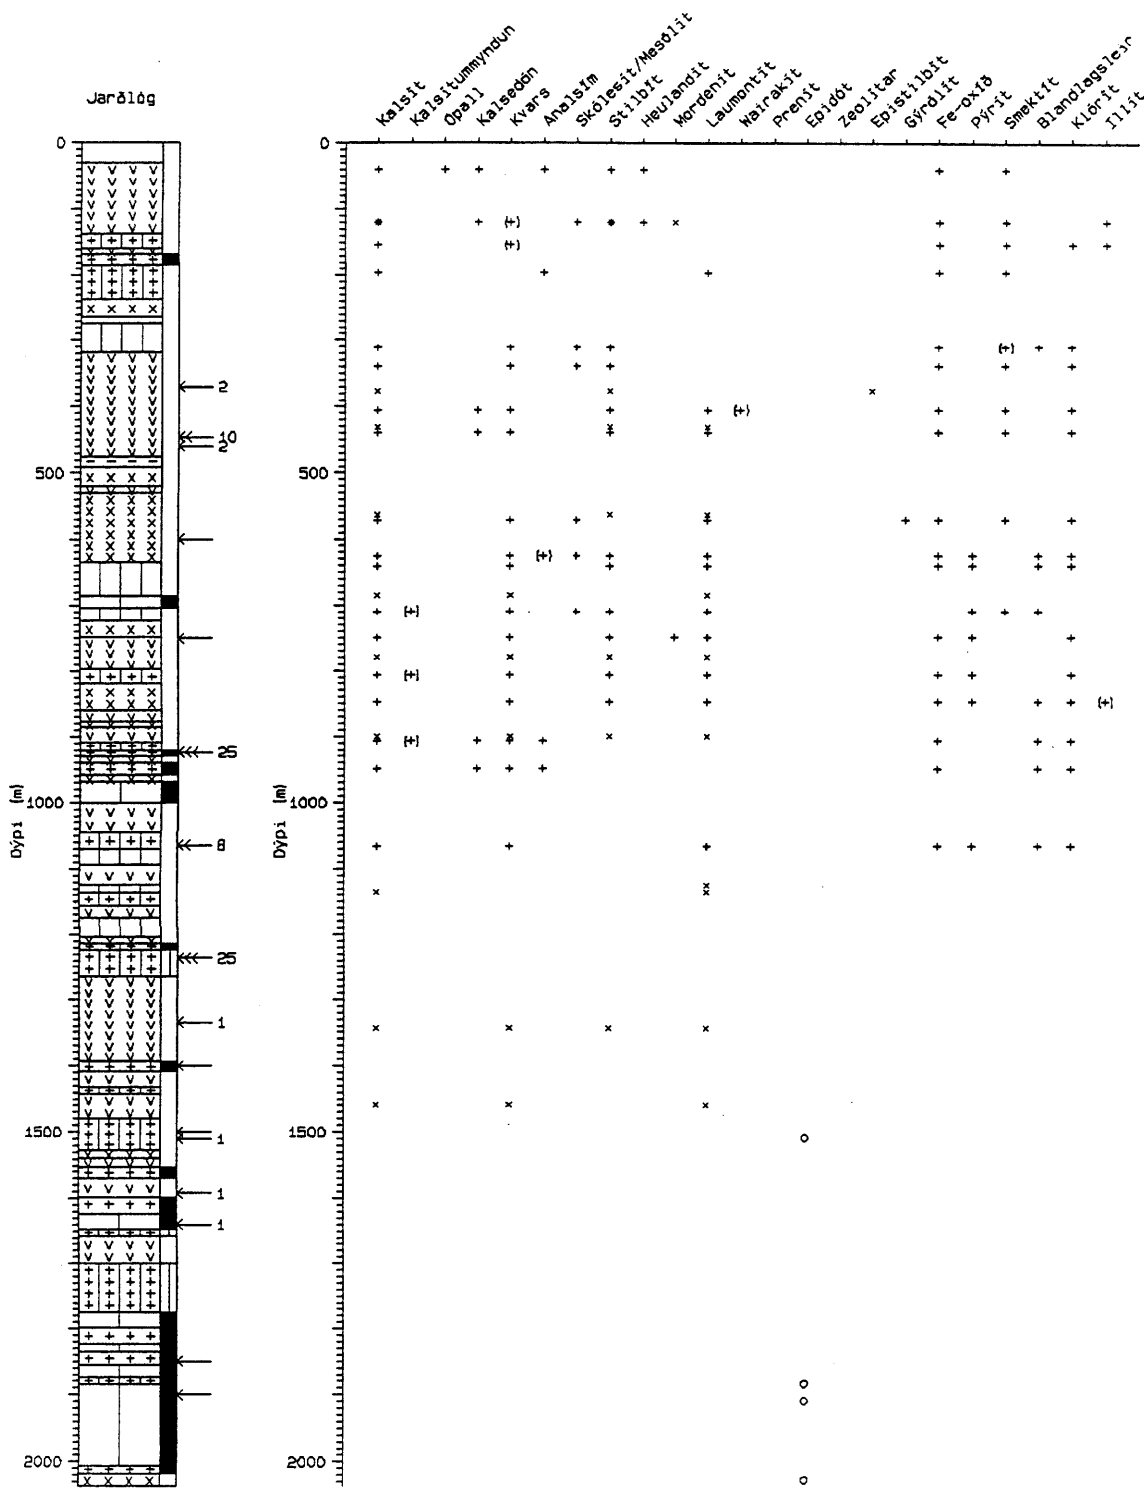 Jarðlög
Kalsít
Kalsítummyndun
Ópall
Kalsedón
Kvars
Analsím
Skólesít/Mesólít
Stilbít
Heulandít
Mordenít
Laumontít
Wairakít
Prenít
Epidót
Zeólítar
Epistilbít
Gýrólít
Fe-oxíð
Pýrít
Smektít
Blandlagsleir
Klórít
Illít
0
500
1000
1500
2000
Dýpi (m)
2
10
2
25
8
25
1
1
1
1
0
500
1000
1500
2000
Dýpi (m)